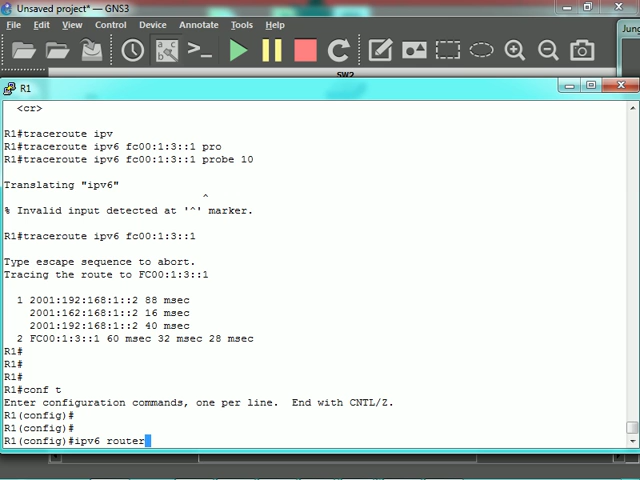 Unsaved project* — GNS3
File Edit View Control Device Annotate Tools Help
Jung
SW2
R1
<cr>
R1#traceroute ipv
R1#traceroute ipv6 fc00:1:3::1 pro
R1#traceroute ipv6 fc00:1:3::1 probe 10
Translating "ipv6"
^
% Invalid input detected at '^' marker.
R1#traceroute ipv6 fc00:1:3::1
Type escape sequence to abort.
Tracing the route to FC00:1:3::1
1 2001:192:168:1::2 88 msec
2001:162:168:1::2 16 msec
2001:192:168:1::2 40 msec
2 FC00:1:3::1 60 msec 32 msec 28 msec
R1#
R1#
R1#
R1#conf t
Enter configuration commands, one per line.  End with CNTL/Z.
R1(config)#
R1(config)#
R1(config)#ipv6 router